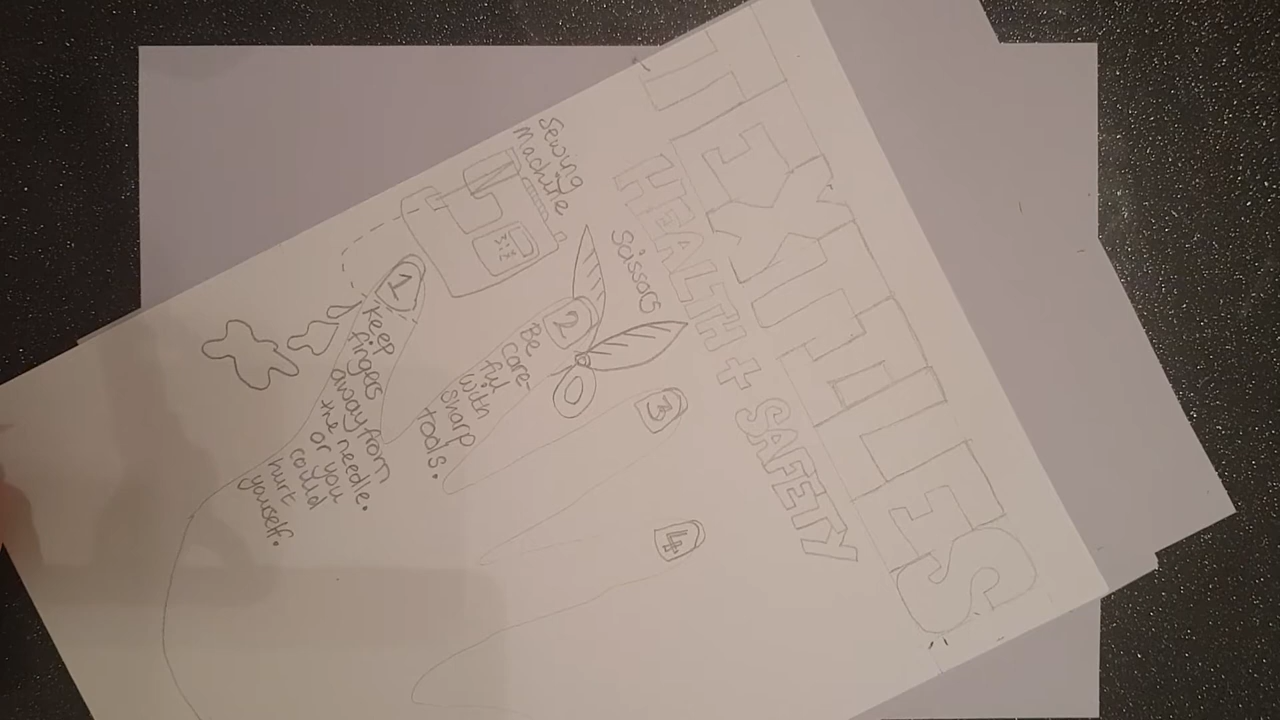 TEXTILES
HEALTH + SAFETY
Sewing
Machine
Scissors
1
Keep
fingers
away from
the needle.
or you
could
hurt
yourself.
2
Be
care-
ful
with
sharp
tools.
3
4